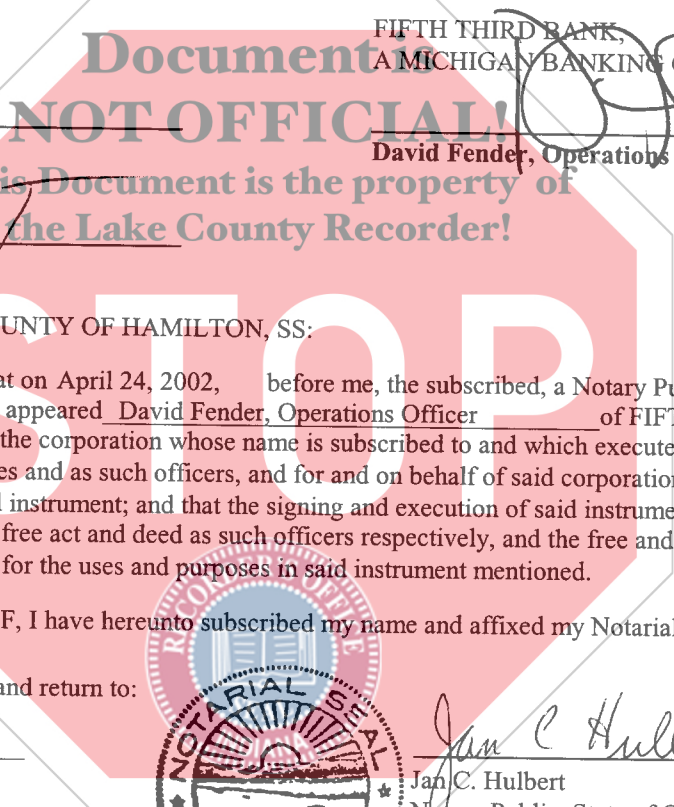 FIFTH THIRD BANK,
Document is
A MICHIGAN BANKING
NOT OFFICIAL!
David Fender, Operations
is Document is the property of
the Lake County Recorder!
STOP
UNTY OF HAMILTON, SS:
at on April 24, 2002, before me, the subscribed, a Notary Pu
appeared David Fender, Operations Officer of FIFT
the corporation whose name is subscribed to and which execute
es and as such officers, and for and on behalf of said corporation
instrument; and that the signing and execution of said instrume
free act and deed as such officers respectively, and the free and
for the uses and purposes in said instrument mentioned.
F, I have hereunto subscribed my name and affixed my Notarial
RECORDER'S OFFICE
INDIANA
and return to:
NOTARIAL SEAL
Jan C Hul
Jan C. Hulbert